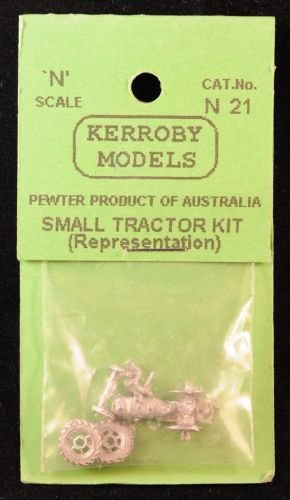 'N'
SCALE
CAT.No.
N 21
KERROBY
MODELS
PEWTER PRODUCT OF AUSTRALIA
SMALL TRACTOR KIT
(Representation)